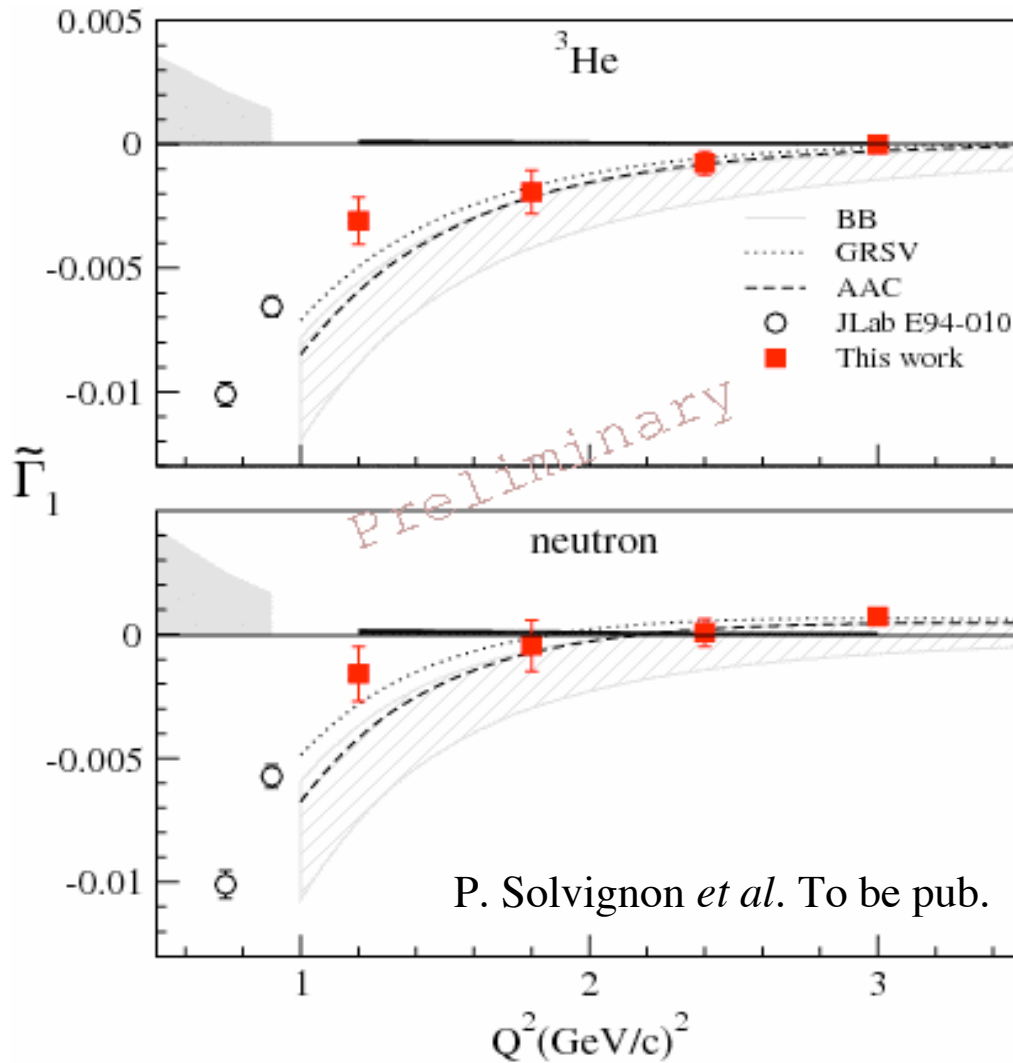 0.005
³He
0
-0.005
-0.01
BB
GRSV
AAC
JLab E94-010
This work
Preliminary
Γ̃₁
neutron
0
-0.005
-0.01
P. Solvignon et al. To be pub.
1 2 3
Q²(GeV/c)²